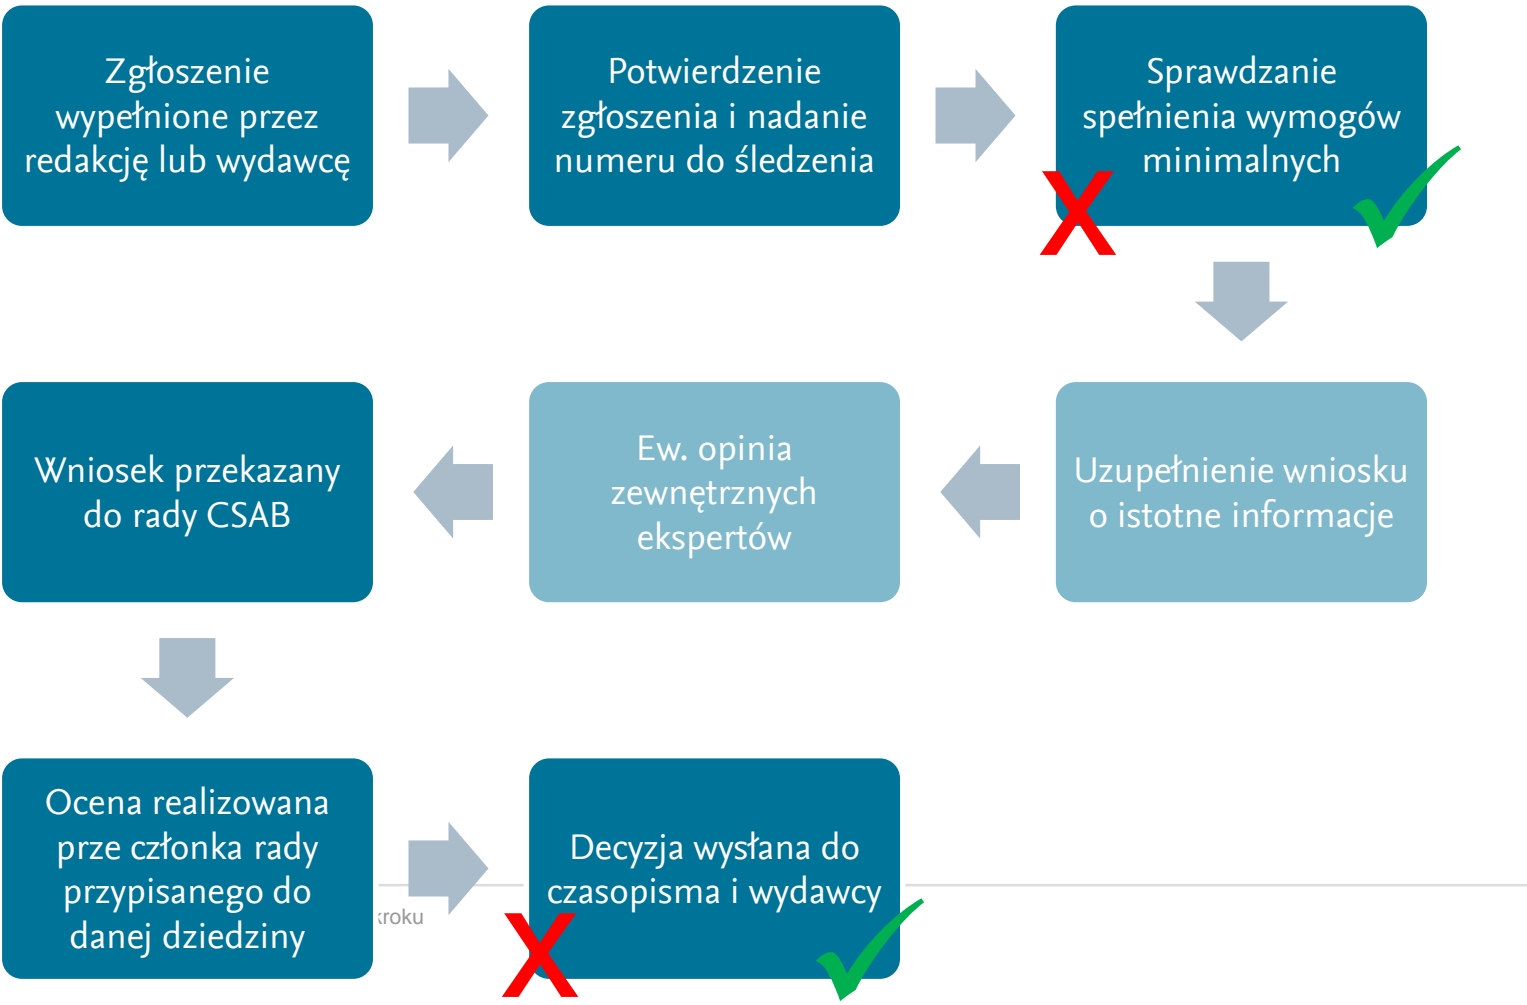 Zgłoszenie
wypełnione przez
redakcję lub wydawcę
Potwierdzenie
zgłoszenia i nadanie
numeru do śledzenia
Sprawdzanie
spełnienia wymogów
minimalnych
X
Uzupełnienie wniosku
o istotne informacje
Ew. opinia
zewnętrznych
ekspertów
Wniosek przekazany
do rady CSAB
Ocena realizowana
prze członka rady
przypisanego do
danej dziedziny
kroku
Decyzja wysłana do
czasopisma i wydawcy
X